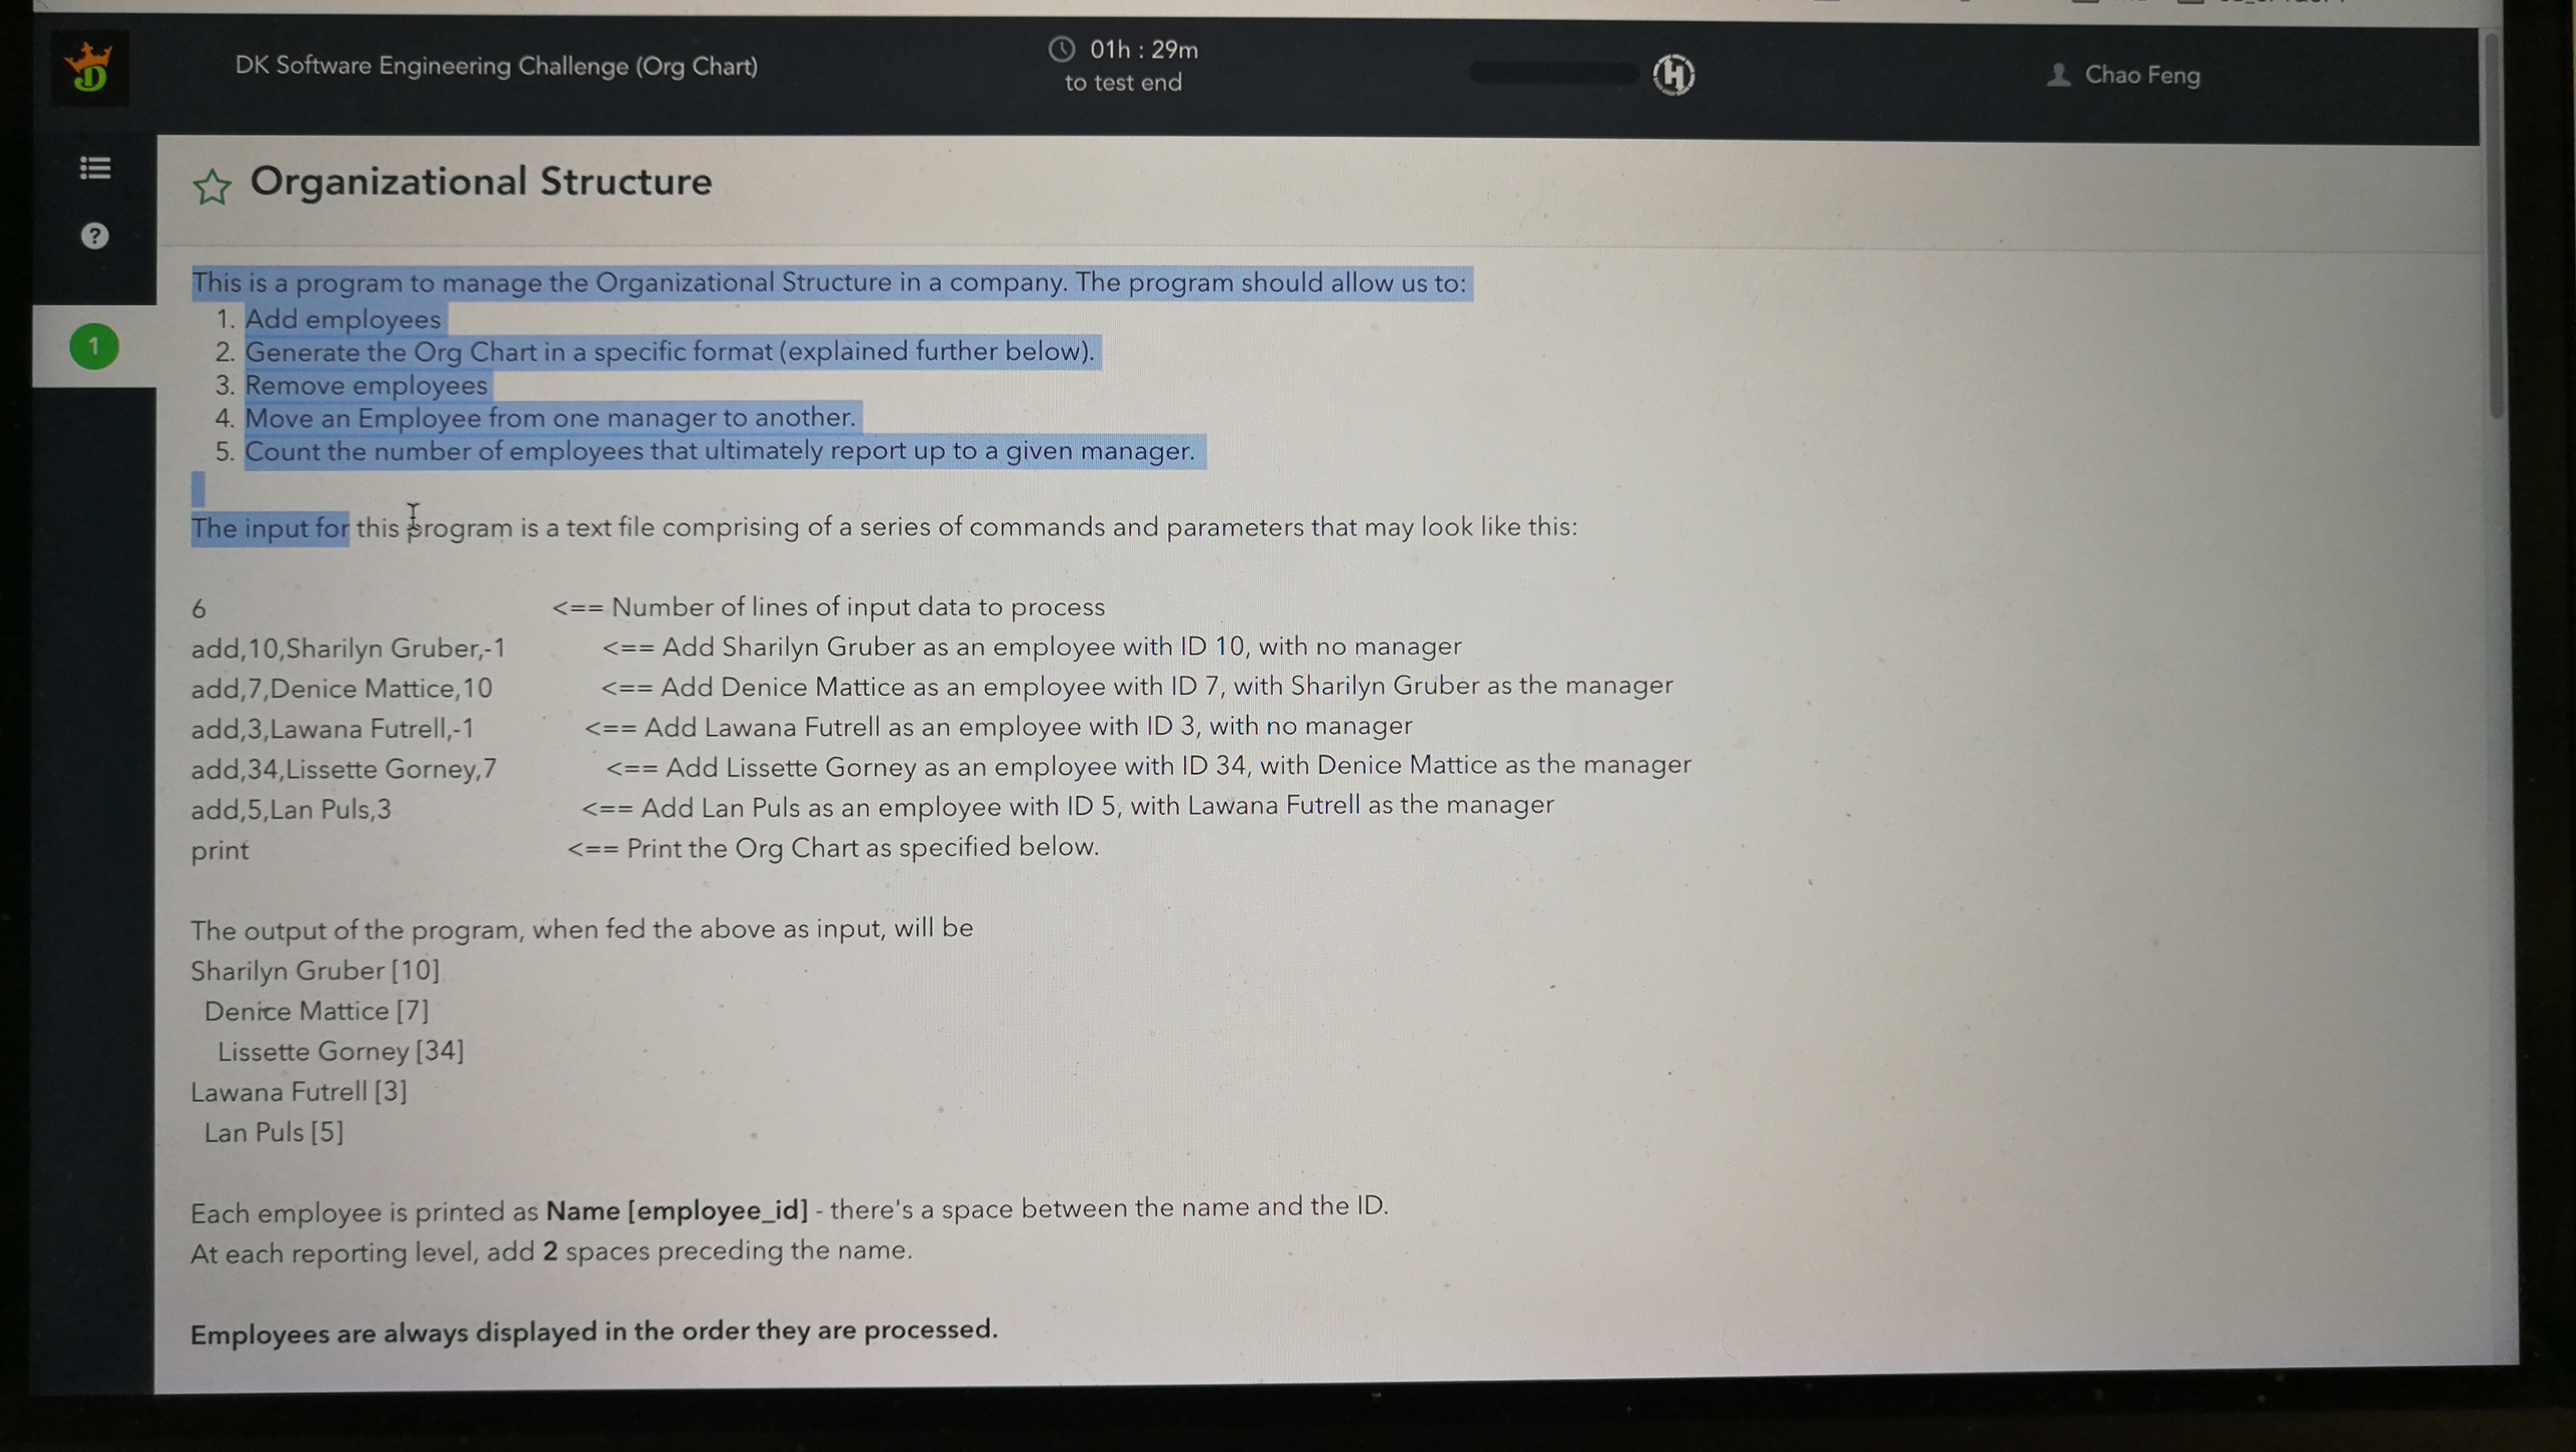 DK Software Engineering Challenge (Org Chart)
01h : 29m
to test end
H
Chao Feng
D
?
1
Organizational Structure
This is a program to manage the Organizational Structure in a company. The program should allow us to:
1. Add employees
2. Generate the Org Chart in a specific format (explained further below).
3. Remove employees
4. Move an Employee from one manager to another.
5. Count the number of employees that ultimately report up to a given manager.
The input for this program is a text file comprising of a series of commands and parameters that may look like this:
6 <== Number of lines of input data to process
add,10,Sharilyn Gruber,-1 <== Add Sharilyn Gruber as an employee with ID 10, with no manager
add,7,Denice Mattice,10 <== Add Denice Mattice as an employee with ID 7, with Sharilyn Gruber as the manager
add,3,Lawana Futrell,-1 <== Add Lawana Futrell as an employee with ID 3, with no manager
add,34,Lissette Gorney,7 <== Add Lissette Gorney as an employee with ID 34, with Denice Mattice as the manager
add,5,Lan Puls,3 <== Add Lan Puls as an employee with ID 5, with Lawana Futrell as the manager
print <== Print the Org Chart as specified below.
The output of the program, when fed the above as input, will be
Sharilyn Gruber [10]
Denice Mattice [7]
Lissette Gorney [34]
Lawana Futrell [3]
Lan Puls [5]
Each employee is printed as Name [employee_id] - there's a space between the name and the ID.
At each reporting level, add 2 spaces preceding the name.
Employees are always displayed in the order they are processed.